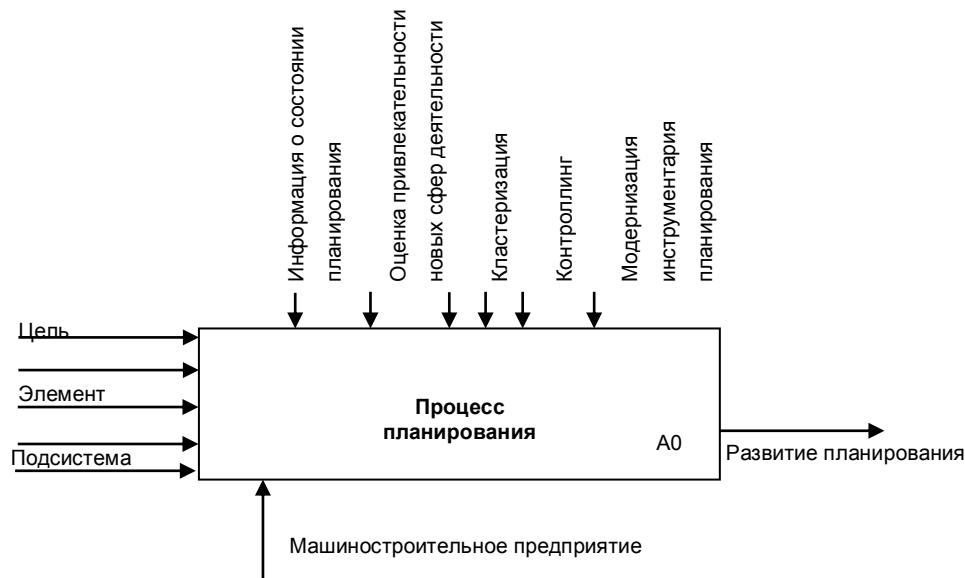 Информация о состоянии
планирования
Оценка привлекательности
новых сфер деятельности
Кластеризация
Контроллинг
Модернизация
инструментария
планирования
Цель
Элемент
Подсистема
Процесс
планирования
А0
Развитие планирования
Машиностроительное предприятие